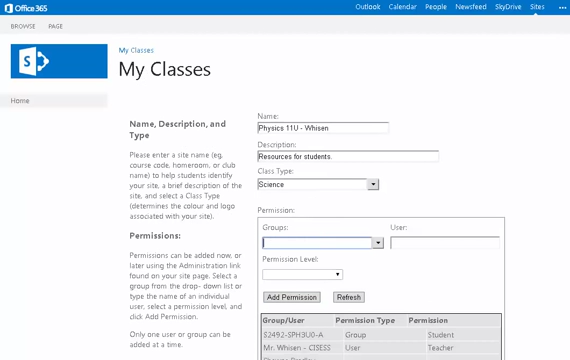 Office 365
Outlook Calendar People Newsfeed SkyDrive Sites ...
BROWSE PAGE
S
My Classes
My Classes
Home
Name, Description, and
Type
Please enter a site name (eg.
course code, homeroom, or club
name) to help students identify
your site, a brief description of the
site, and select a Class Type
(determines the colour and logo
associated with your site).
Permissions:
Permissions can be added now, or
later using the Administration link
found on your site page. Select a
group from the drop- down list or
type the name of an individual
user, select a permission level, and
click Add Permission.
Only one user or group can be
added at a time.
Name:
Physics 11U - Whisen
Description:
Resources for students.
Class Type:
Science
Permission:
Groups: User:
Permission Level:
Add Permission Refresh
Group/User Permission Type Permission
S2492-SPH3U0-A Group Student
Mr. Whisen - CISESS User Teacher